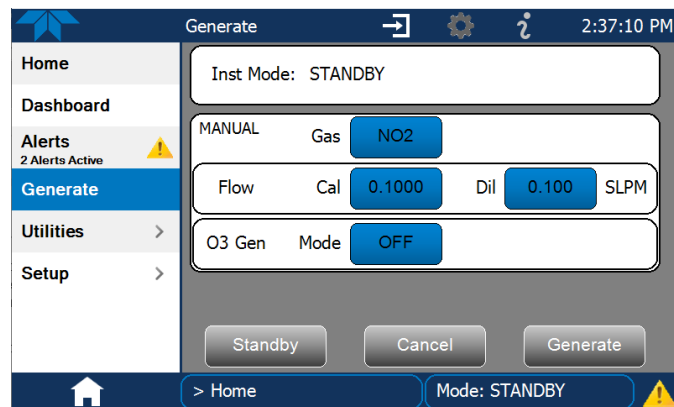 Generate 2:37:10 PM
Home
Dashboard
Alerts
2 Alerts Active
Generate
Utilities >
Setup >
Inst Mode: STANDBY
MANUAL Gas NO2
Flow Cal 0.1000 Dil 0.100 SLPM
O3 Gen Mode OFF
Standby Cancel Generate
> Home Mode: STANDBY